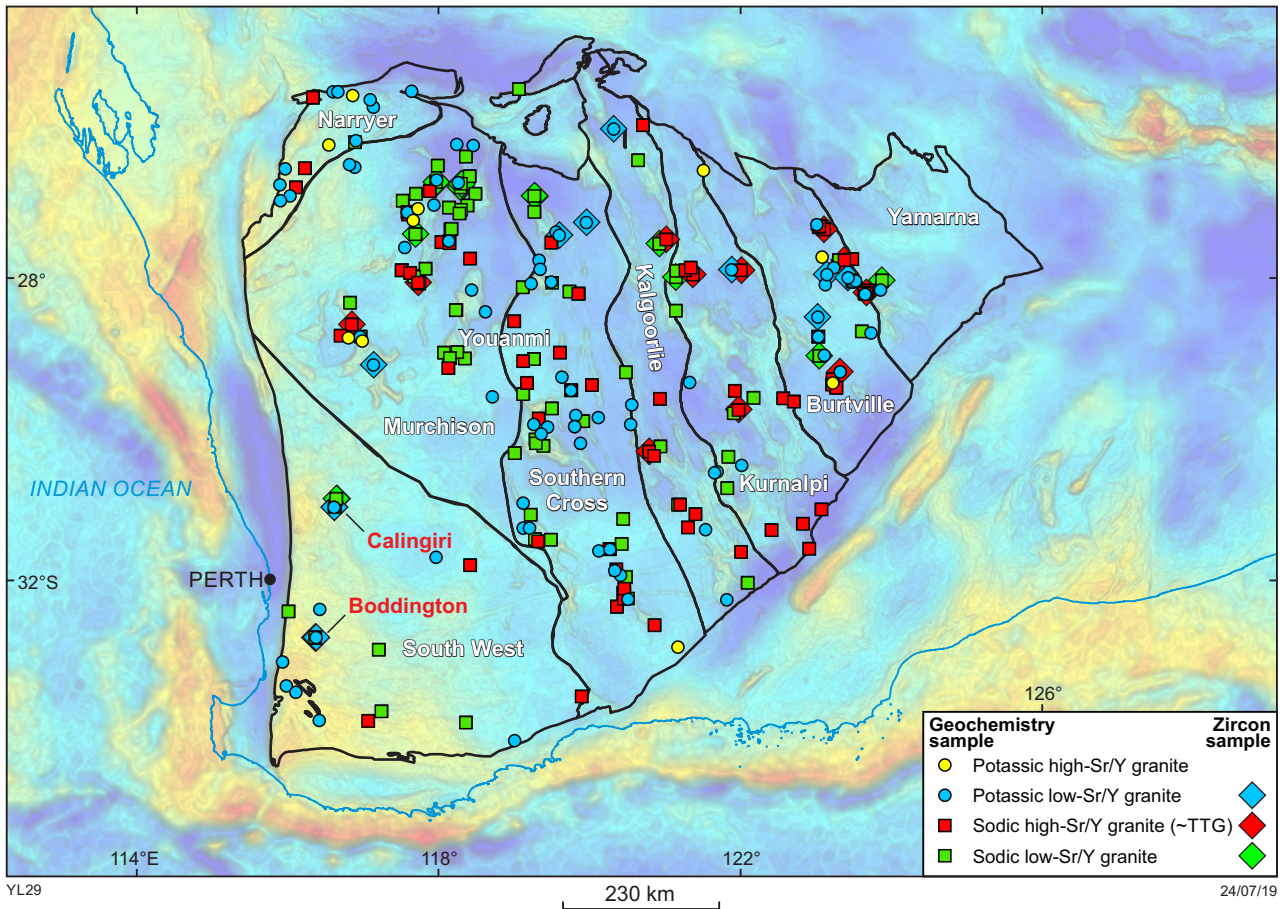 Narryer
Yamarna
28°
Kalgoorlie
Youanmi
Murchison
Burtville
Southern
Cross
Kurnalpi
INDIAN OCEAN
Calingiri
PERTH
32°S
Boddington
South West
126°
Geochemistry sample
Zircon sample
Potassic high-Sr/Y granite
Potassic low-Sr/Y granite
Sodic high-Sr/Y granite (~TTG)
Sodic low-Sr/Y granite
114°E
118°
122°
YL29
230 km
24/07/19